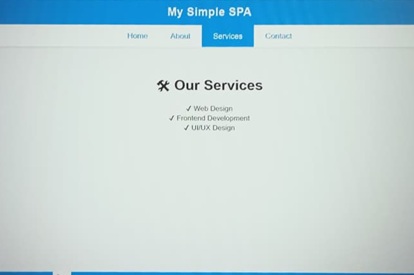 My Simple SPA
Home About Services Contact
🛠 Our Services
✓ Web Design
✓ Frontend Development
✓ UI/UX Design